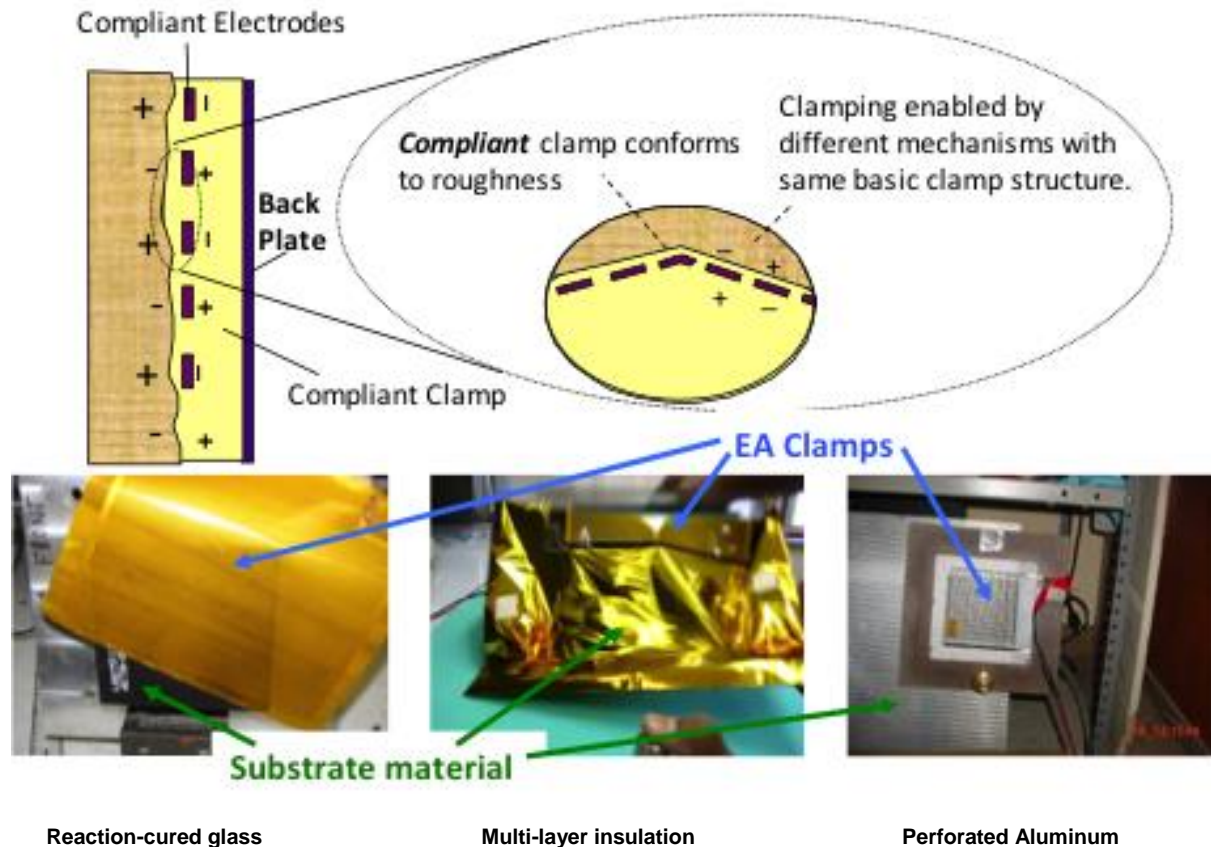 Compliant Electrodes
Compliant clamp conforms
to roughness
Clamping enabled by
different mechanisms with
same basic clamp structure.
Back
Plate
Compliant Clamp
+
-
+
-
+
-
-
+
-
+
-
+
-
+
+
-
EA Clamps
Substrate material
Reaction-cured glass
Multi-layer insulation
Perforated Aluminum